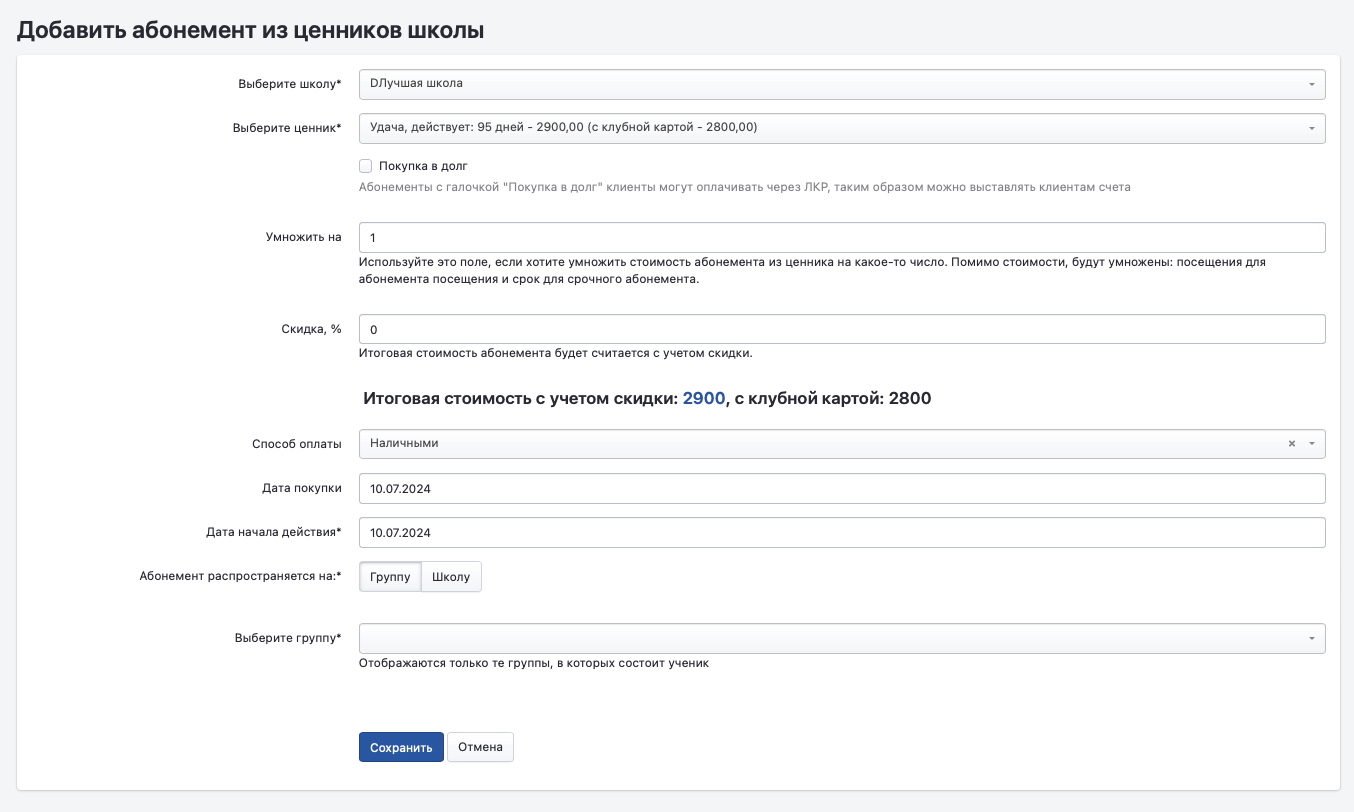 Добавить абонемент из ценников школы
Выберите школу* DЛучшая школа
Выберите ценник* Удача, действует: 95 дней - 2900,00 (с клубной картой - 2800,00)
Покупка в долг
Абонементы с галочкой "Покупка в долг" клиенты могут оплачивать через ЛКР, таким образом можно выставлять клиентам счета
Умножить на 1
Используйте это поле, если хотите умножить стоимость абонемента из ценника на какое-то число. Помимо стоимости, будут умножены: посещения для
абонемента посещения и срок для срочного абонемента.
Скидка, % 0
Итоговая стоимость абонемента будет считается с учетом скидки.
Итоговая стоимость с учетом скидки: 2900, с клубной картой: 2800
Способ оплаты Наличными ×
Дата покупки 10.07.2024
Дата начала действия* 10.07.2024
Абонемент распространяется на:* Группу Школу
Выберите группу*
Отображаются только те группы, в которых состоит ученик
Сохранить Отмена